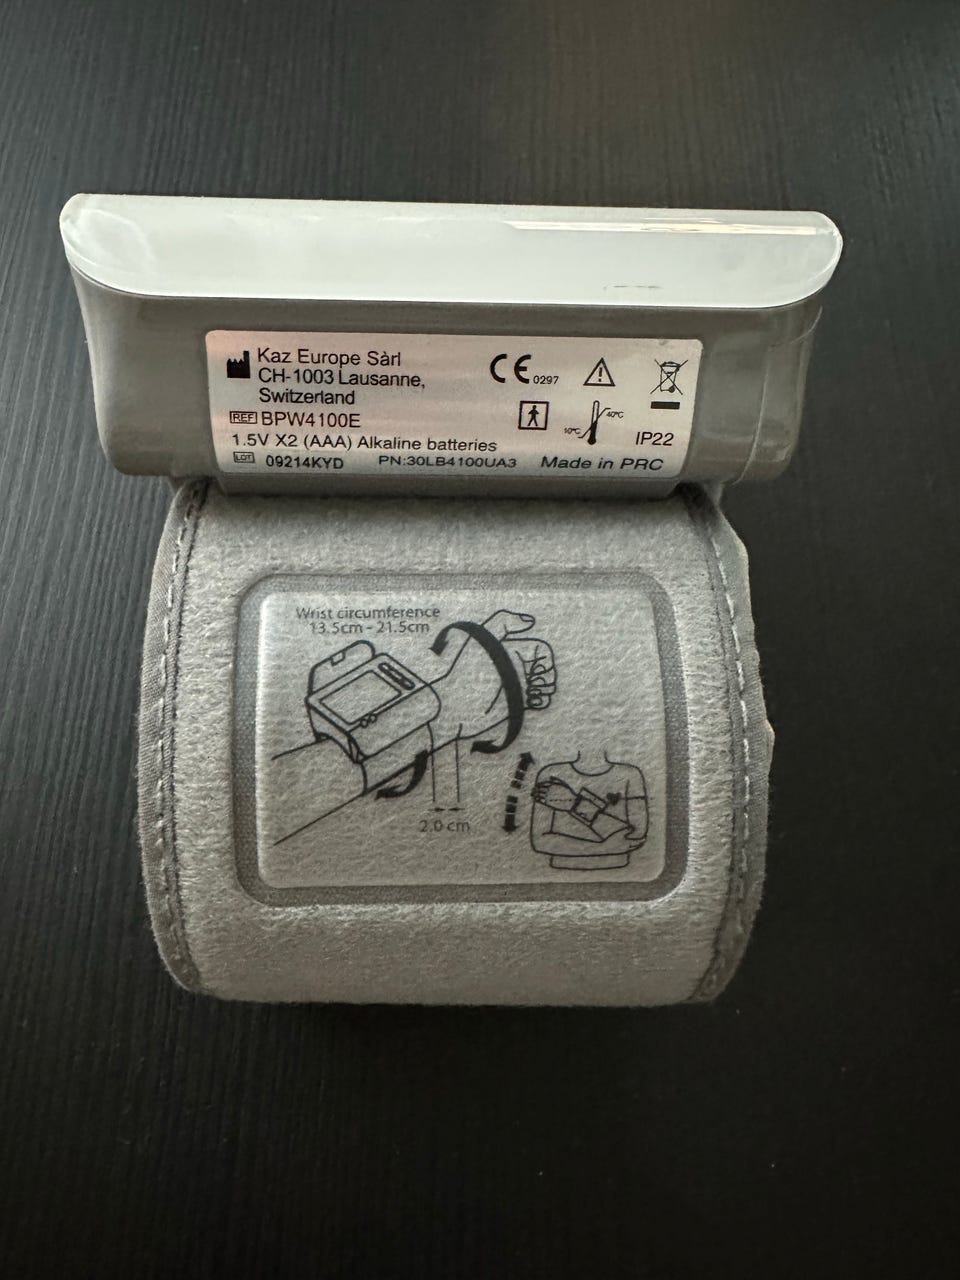 Kaz Europe Sàrl
CH-1003 Lausanne,
Switzerland
CE 0297
REF BPW4100E
10°C 40°C
IP22
1.5V X2 (AAA) Alkaline batteries
LOT 09214KYD PN:30LB4100UA3 Made in PRC
Wrist circumference
13.5cm - 21.5cm
2.0 cm